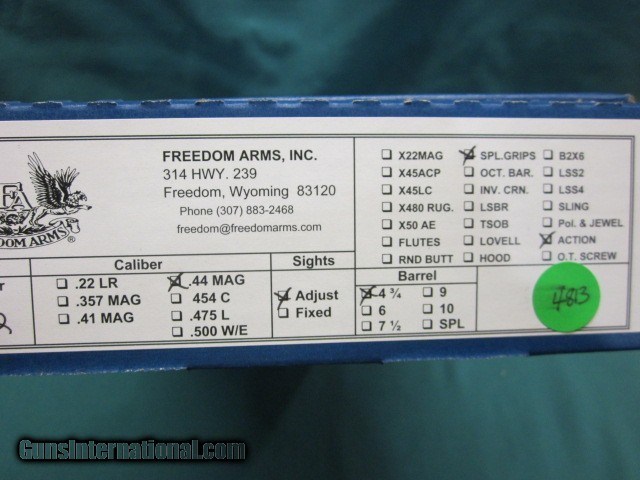 FREEDOM ARMS, INC.
314 HWY. 239
Freedom, Wyoming 83120
Phone (307) 883-2468
freedom@freedomarms.com
FA
EDOM ARMS®
X22MAG
X45ACP
X45LC
X480 RUG.
X50 AE
FLUTES
RND BUTT
SPL.GRIPS
OCT. BAR.
INV. CRN.
LSBR
TSOB
LOVELL
HOOD
B2X6
LSS2
LSS4
SLING
Pol. & JEWEL
ACTION
O.T. SCREW
Caliber
.22 LR
.357 MAG
.41 MAG
.44 MAG
454 C
.475 L
.500 W/E
Sights
Adjust
Fixed
Barrel
4 ¾
6
7 ½
9
10
SPL
GunsInternational.com